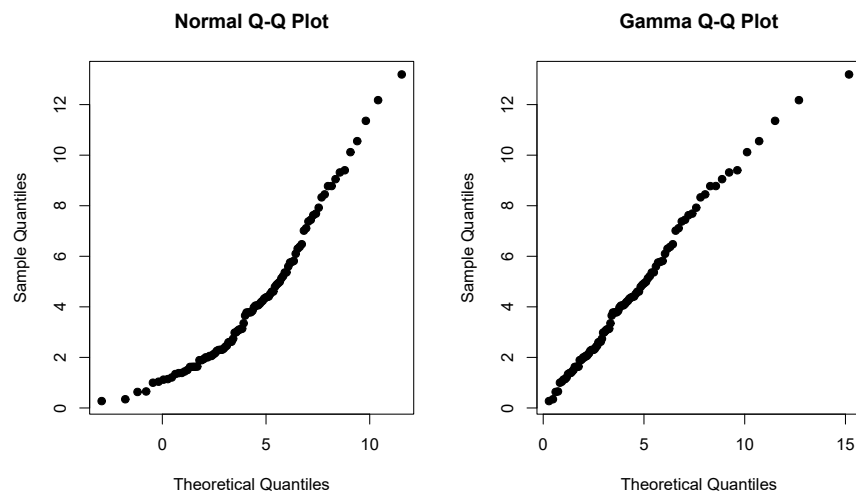 Normal Q-Q Plot
Sample Quantiles
0 2 4 6 8 10 12
0 5 10
Theoretical Quantiles
Gamma Q-Q Plot
Sample Quantiles
0 2 4 6 8 10 12
0 5 10 15
Theoretical Quantiles